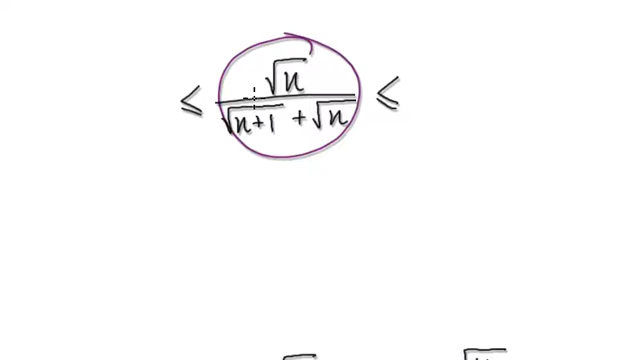 ≤ √n / (√(n+1) + √n) ≤